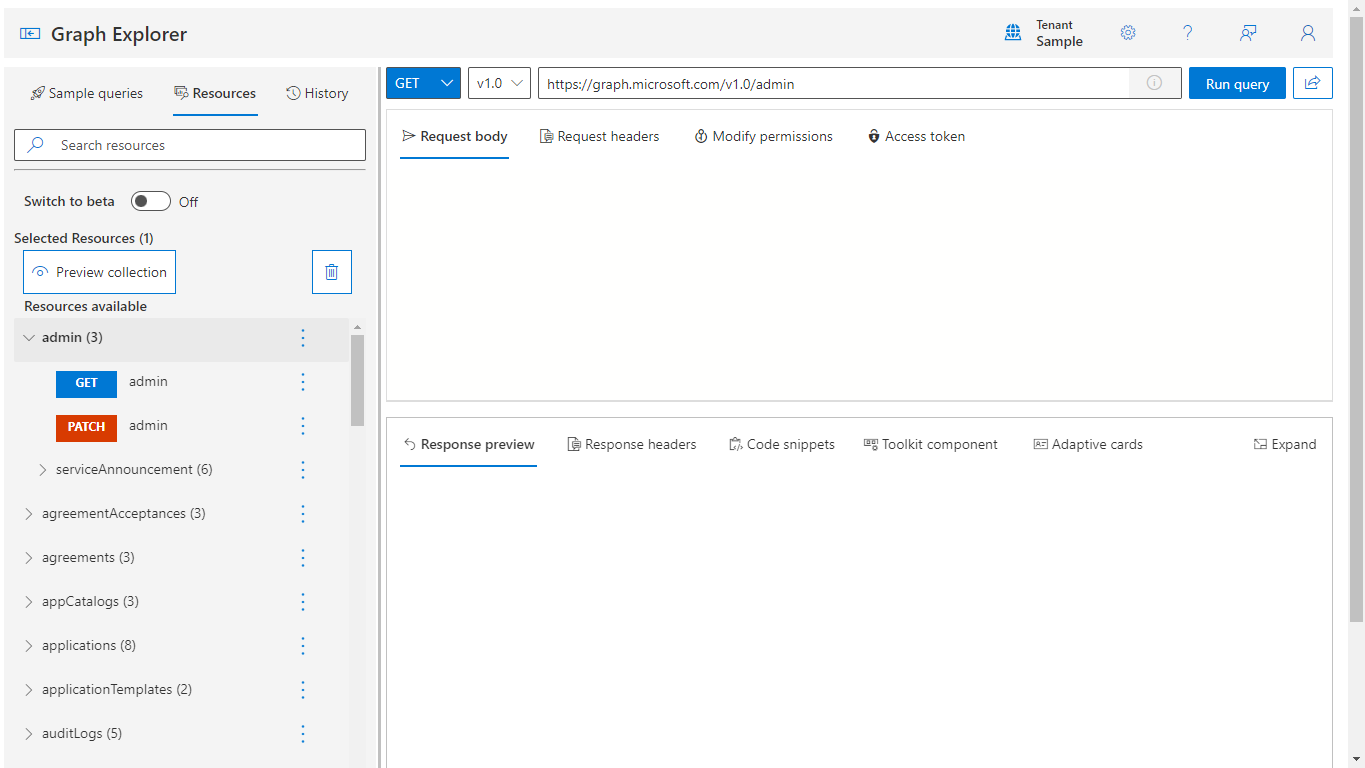 Graph Explorer
Tenant
Sample
Sample queries
Resources
History
Search resources
Switch to beta
Off
Selected Resources (1)
Preview collection
Resources available
admin (3)
GET admin
PATCH admin
serviceAnnouncement (6)
agreementAcceptances (3)
agreements (3)
appCatalogs (3)
applications (8)
applicationTemplates (2)
auditLogs (5)
GET
v1.0
https://graph.microsoft.com/v1.0/admin
Run query
Request body
Request headers
Modify permissions
Access token
Response preview
Response headers
Code snippets
Toolkit component
Adaptive cards
Expand